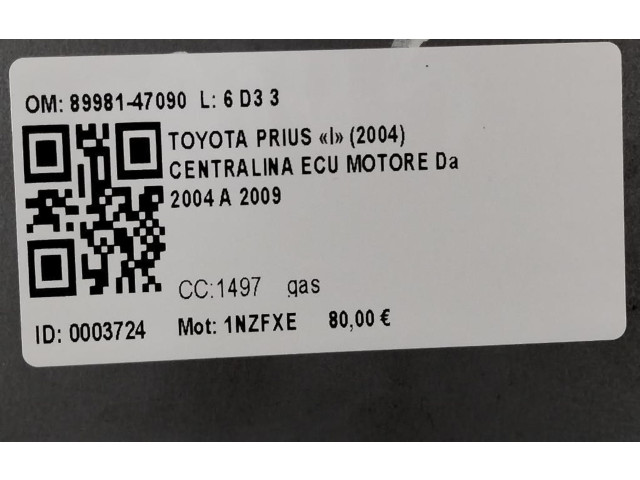 OM: 89981-47090 L: 6 D3 3
TOYOTA PRIUS «I» (2004)
CENTRALINA ECU MOTORE Da
2004 A 2009
CC:1497 gas
ID: 0003724 Mot: 1NZFXE 80,00 €